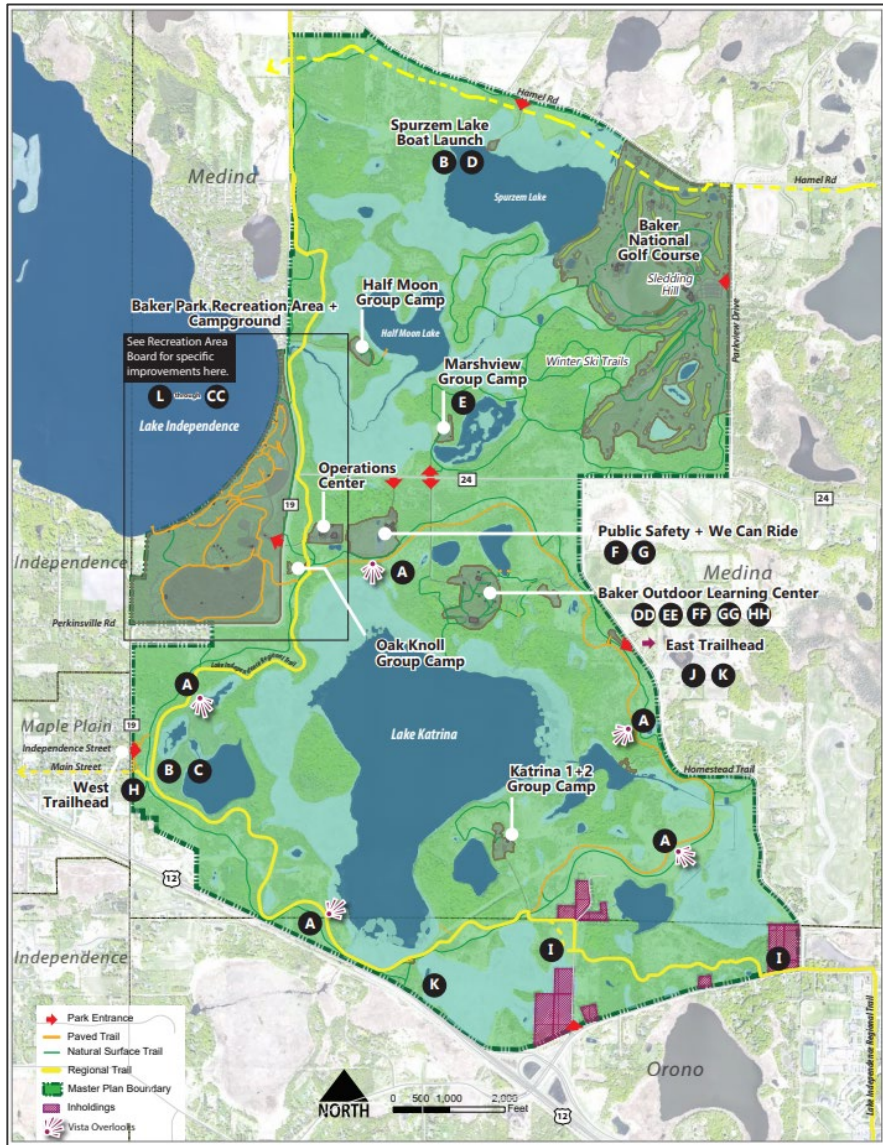 Hamel Rd
Spurzem Lake
Boat Launch
B D
Medina
Hamel Rd
Spurzem Lake
Baker
National
Golf Course
Sledding
Hill
Parkview Drive
Half Moon
Group Camp
Baker Park Recreation Area +
Campground
Half Moon Lake
See Recreation Area
Board for specific
improvements here.
L through CC
Lake Independence
Marshview
Group Camp
E
Winter Ski Trails
Operations
Center
19
24
24
Public Safety + We Can Ride
F G
Medina
Independence
A
Baker Outdoor Learning Center
DD EE FF GG HH
East Trailhead
J K
Perkinsville Rd
Oak Knoll
Group Camp
Lake Independence Regional Trail
A
Maple Plain
19
Independence Street
Main Street
West
Trailhead
H
B C
Lake Katrina
A
Homestead Trail
Katrina 1+2
Group Camp
A
12
A
Independence
I
I
K
Park Entrance
Paved Trail
Natural Surface Trail
Regional Trail
Master Plan Boundary
Inholdings
Vista Overlooks
NORTH
0 500 1,000 2,000
Feet
12
Orono
Lake Independence Regional Trail